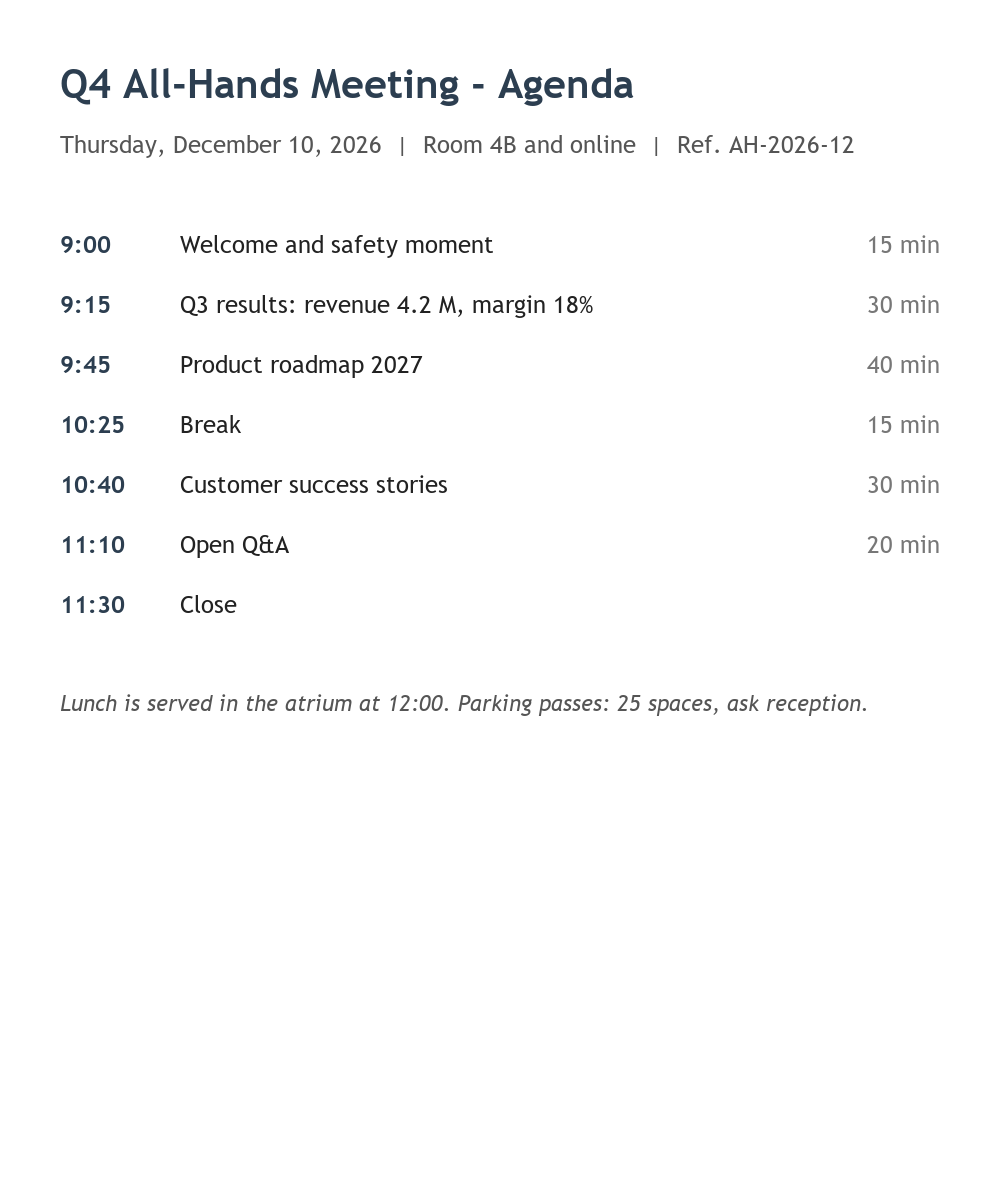 Q4 All-Hands Meeting - Agenda
Thursday, December 10, 2026 | Room 4B and online | Ref. AH-2026-12
9:00 Welcome and safety moment 15 min
9:15 Q3 results: revenue 4.2 M, margin 18% 30 min
9:45 Product roadmap 2027 40 min
10:25 Break 15 min
10:40 Customer success stories 30 min
11:10 Open Q&A 20 min
11:30 Close
Lunch is served in the atrium at 12:00. Parking passes: 25 spaces, ask reception.